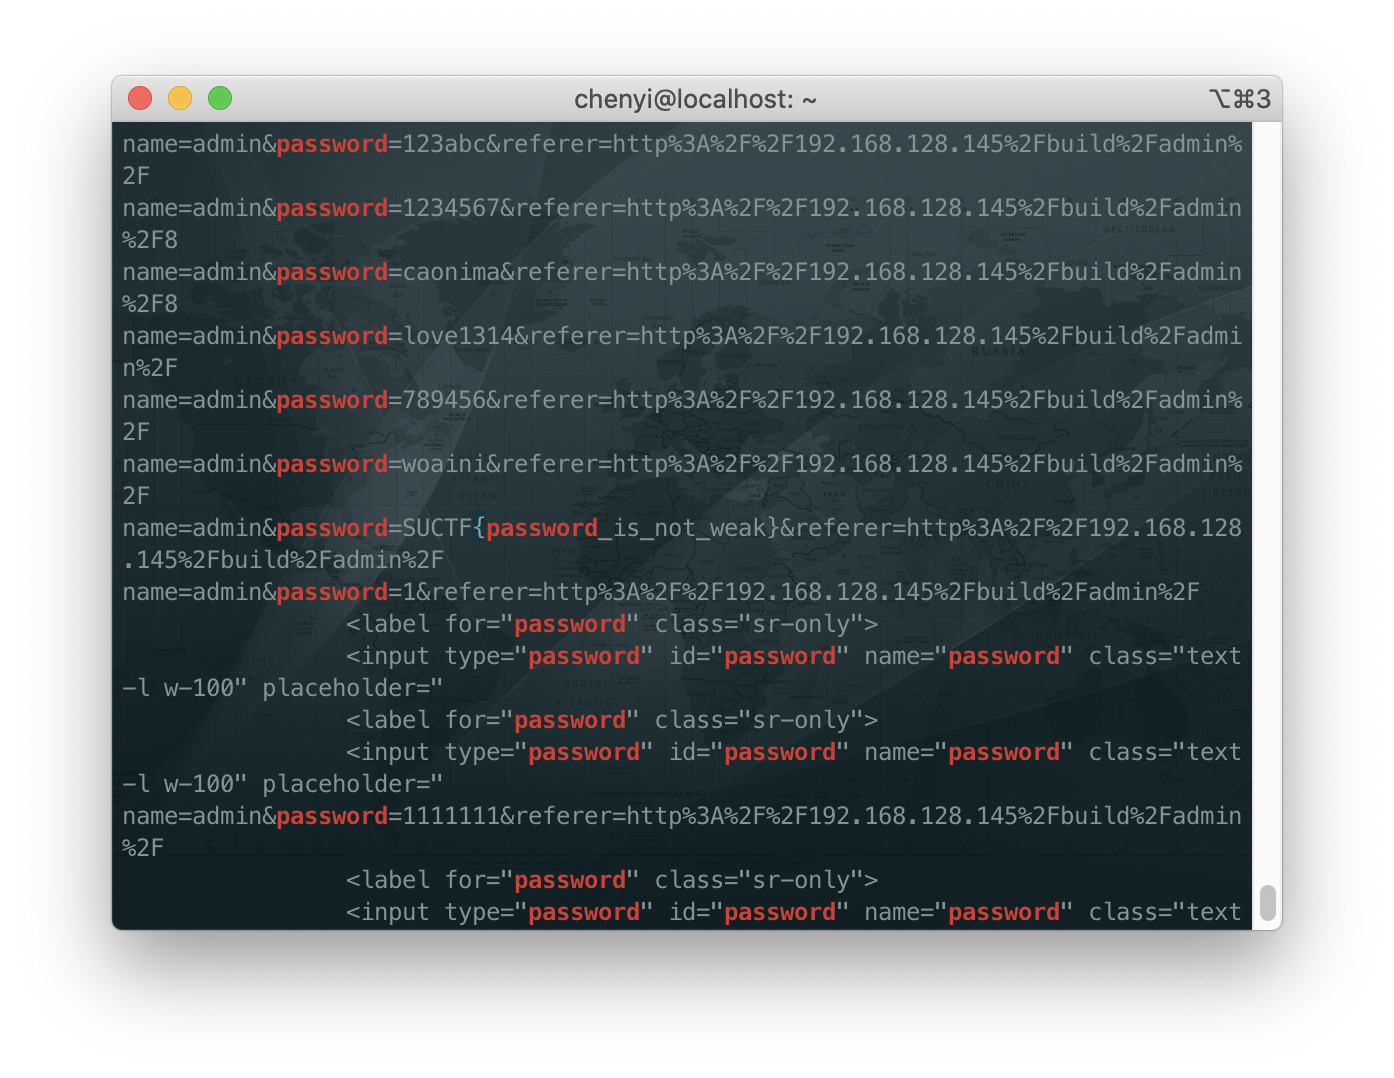 chenyi@localhost: ~
⌥⌘3
name=admin&password=123abc&referer=http%3A%2F%2F192.168.128.145%2Fbuild%2Fadmin%
2F
name=admin&password=1234567&referer=http%3A%2F%2F192.168.128.145%2Fbuild%2Fadmin
%2F8
name=admin&password=caonima&referer=http%3A%2F%2F192.168.128.145%2Fbuild%2Fadmin
%2F8
name=admin&password=love1314&referer=http%3A%2F%2F192.168.128.145%2Fbuild%2Fadmi
n%2F
name=admin&password=789456&referer=http%3A%2F%2F192.168.128.145%2Fbuild%2Fadmin%
2F
name=admin&password=woaini&referer=http%3A%2F%2F192.168.128.145%2Fbuild%2Fadmin%
2F
name=admin&password=SUCTF{password_is_not_weak}&referer=http%3A%2F%2F192.168.128
.145%2Fbuild%2Fadmin%2F
name=admin&password=1&referer=http%3A%2F%2F192.168.128.145%2Fbuild%2Fadmin%2F
<label for="password" class="sr-only">
<input type="password" id="password" name="password" class="text
-l w-100" placeholder="
<label for="password" class="sr-only">
<input type="password" id="password" name="password" class="text
-l w-100" placeholder="
name=admin&password=1111111&referer=http%3A%2F%2F192.168.128.145%2Fbuild%2Fadmin
%2F
<label for="password" class="sr-only">
<input type="password" id="password" name="password" class="text